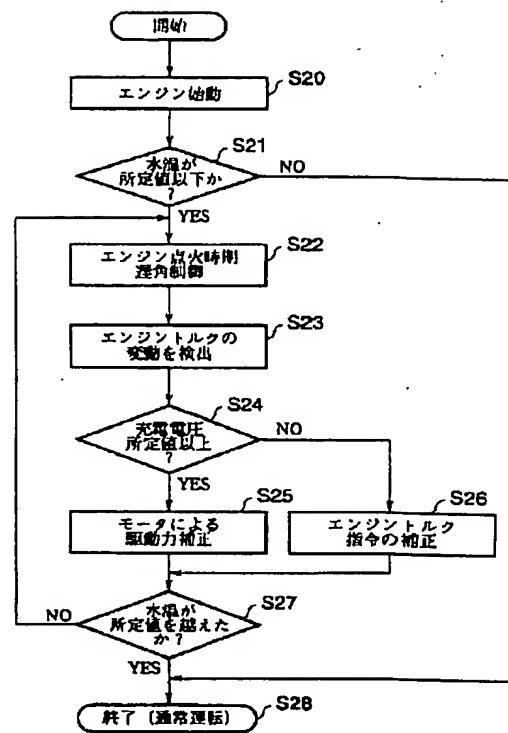 開始
S20
エンジン始動
S21
水温が
所定値以下か
?
NO
YES
S22
エンジン点火時期
遅角制御
S23
エンジントルクの
変動を検出
S24
充電電圧
所定値以上
?
NO
YES
S25
モータによる
駆動力補正
S26
エンジントルク
指令の補正
S27
水温が
所定値を越えた
か?
NO
YES
S28
終了(通常運転)